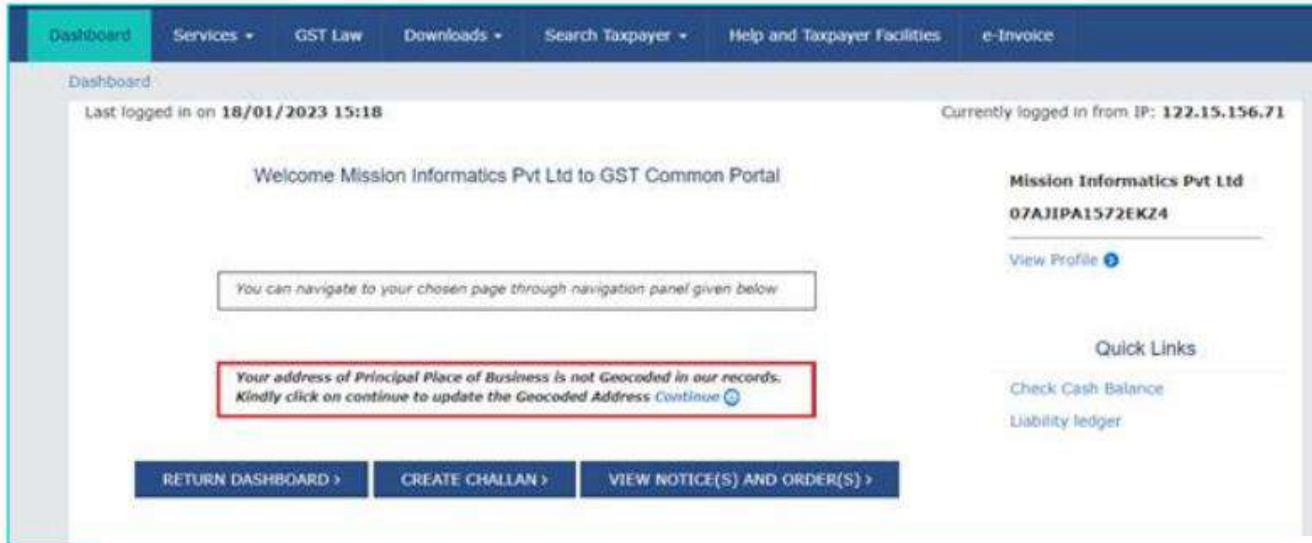 Dashboard Services GST Law Downloads Search Taxpayer Help and Taxpayer Facilities e-Invoice
Dashboard
Last logged in on 18/01/2023 15:18
Currently logged in from IP: 122.15.156.71
Welcome Mission Informatics Pvt Ltd to GST Common Portal
You can navigate to your chosen page through navigation panel given below
Your address of Principal Place of Business is not Geocoded in our records.
Kindly click on continue to update the Geocoded Address Continue
RETURN DASHBOARD >
CREATE CHALLAN >
VIEW NOTICE(S) AND ORDER(S) >
Mission Informatics Pvt Ltd
07AJIPA1572EKZ4
View Profile
Quick Links
Check Cash Balance
Liability ledger